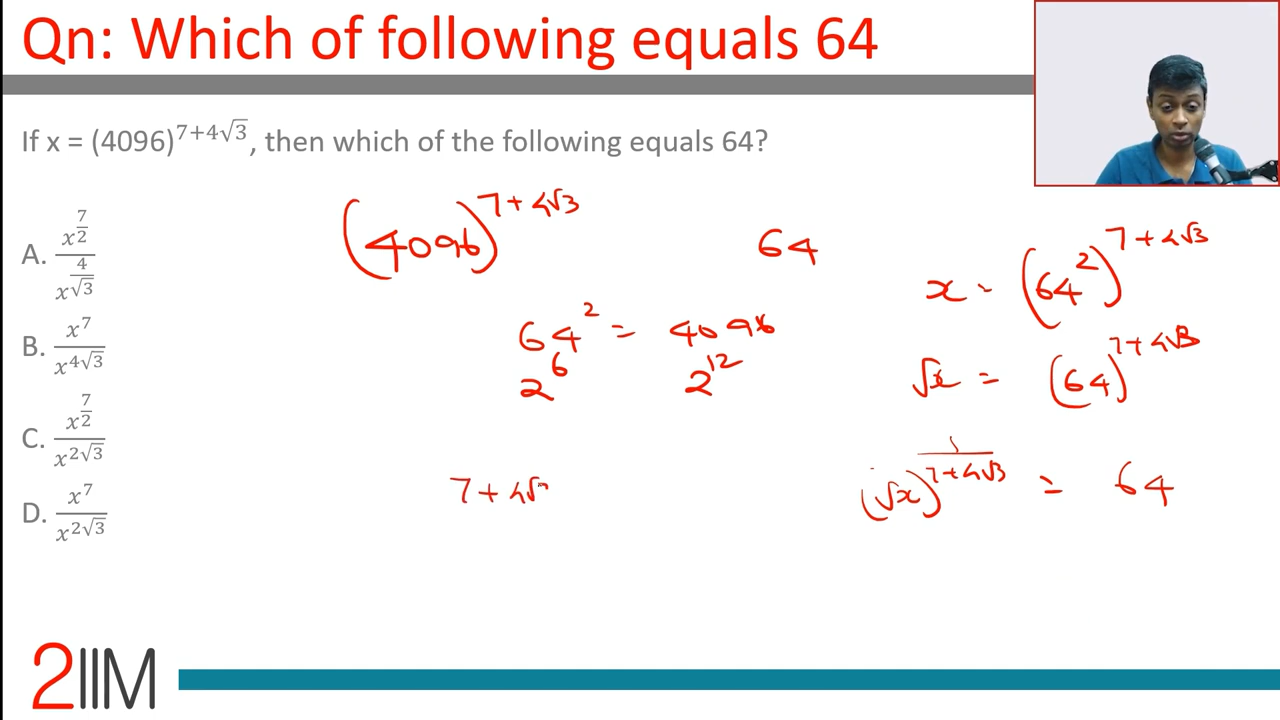 Qn: Which of following equals 64
If x = (4096)^{7+4√3}, then which of the following equals 64?
A. x^{7/2} / x^{4/√3}
B. x^7 / x^{4√3}
C. x^{7/2} / x^{2√3}
D. x^7 / x^{2√3}
(4096)^{7+4√3}
64
64^2 = 4096
2^6 2^{12}
7+4√3
x = (64^2)^{7+4√3}
√x = (64)^{7+4√3}
(√x)^{1/(7+4√3)} = 64
2IIM